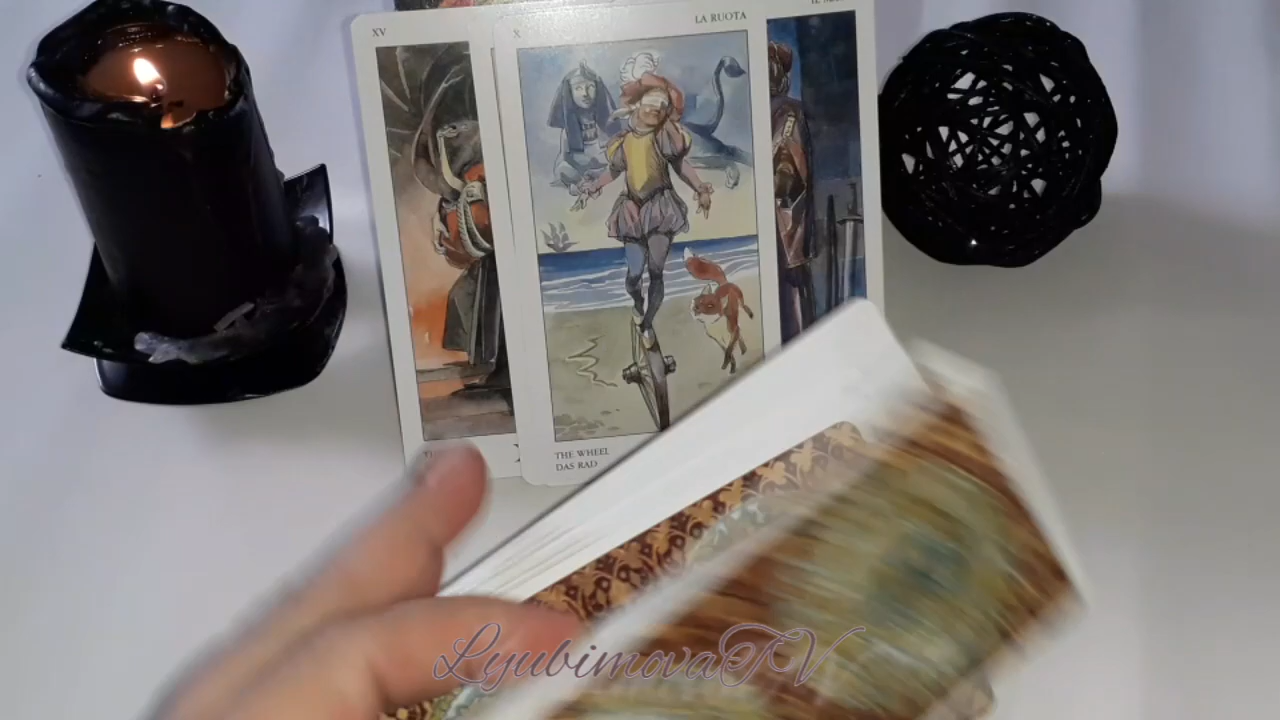 XV
X
LA RUOTA
THE WHEEL
DAS RAD
LyubimovaTV